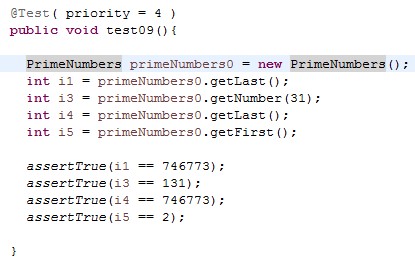 @Test( priority = 4 )
public void test09(){
PrimeNumbers primeNumbers0 = new PrimeNumbers();
int i1 = primeNumbers0.getLast();
int i3 = primeNumbers0.getNumber(31);
int i4 = primeNumbers0.getLast();
int i5 = primeNumbers0.getFirst();
assertTrue(i1 == 746773);
assertTrue(i3 == 131);
assertTrue(i4 == 746773);
assertTrue(i5 == 2);
}